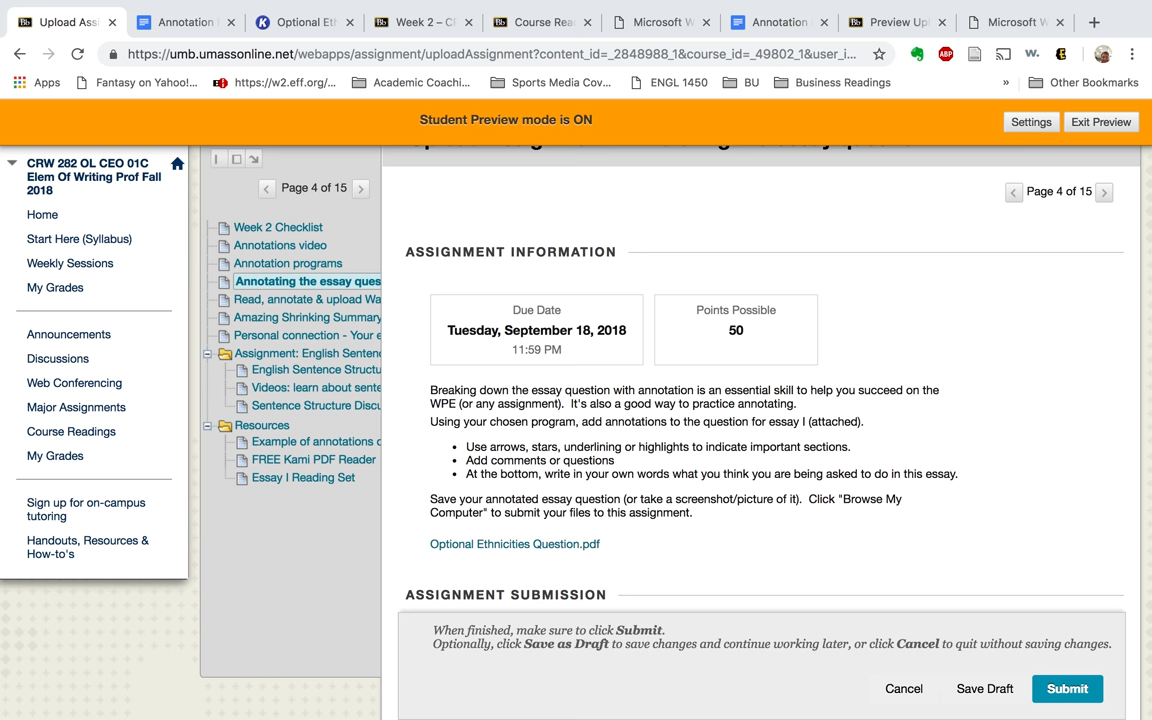 Upload Assi
Annotation
Optional Eth
Week 2 – CR
Course Read
Microsoft W
Annotation
Preview Upl
Microsoft W
https://umb.umassonline.net/webapps/assignment/uploadAssignment?content_id=_2848988_1&course_id=_49802_1&user_i...
Apps
Fantasy on Yahoo!...
https://w2.eff.org/...
Academic Coachi...
Sports Media Cov...
ENGL 1450
BU
Business Readings
»
Other Bookmarks
Student Preview mode is ON
Settings
Exit Preview
CRW 282 OL CEO 01C
Elem Of Writing Prof Fall
2018
Home
Start Here (Syllabus)
Weekly Sessions
My Grades
Announcements
Discussions
Web Conferencing
Major Assignments
Course Readings
My Grades
Sign up for on-campus
tutoring
Handouts, Resources &
How-to's
Page 4 of 15
Week 2 Checklist
Annotations video
Annotation programs
Annotating the essay ques
Read, annotate & upload Wa
Amazing Shrinking Summary
Personal connection - Your e
Assignment: English Sentenc
English Sentence Structu
Videos: learn about sente
Sentence Structure Discu
Resources
Example of annotations o
FREE Kami PDF Reader
Essay I Reading Set
Page 4 of 15
ASSIGNMENT INFORMATION
Due Date
Tuesday, September 18, 2018
11:59 PM
Points Possible
50
Breaking down the essay question with annotation is an essential skill to help you succeed on the
WPE (or any assignment). It's also a good way to practice annotating.
Using your chosen program, add annotations to the question for essay I (attached).
• Use arrows, stars, underlining or highlights to indicate important sections.
• Add comments or questions
• At the bottom, write in your own words what you think you are being asked to do in this essay.
Save your annotated essay question (or take a screenshot/picture of it). Click "Browse My
Computer" to submit your files to this assignment.
Optional Ethnicities Question.pdf
ASSIGNMENT SUBMISSION
When finished, make sure to click Submit.
Optionally, click Save as Draft to save changes and continue working later, or click Cancel to quit without saving changes.
Cancel
Save Draft
Submit